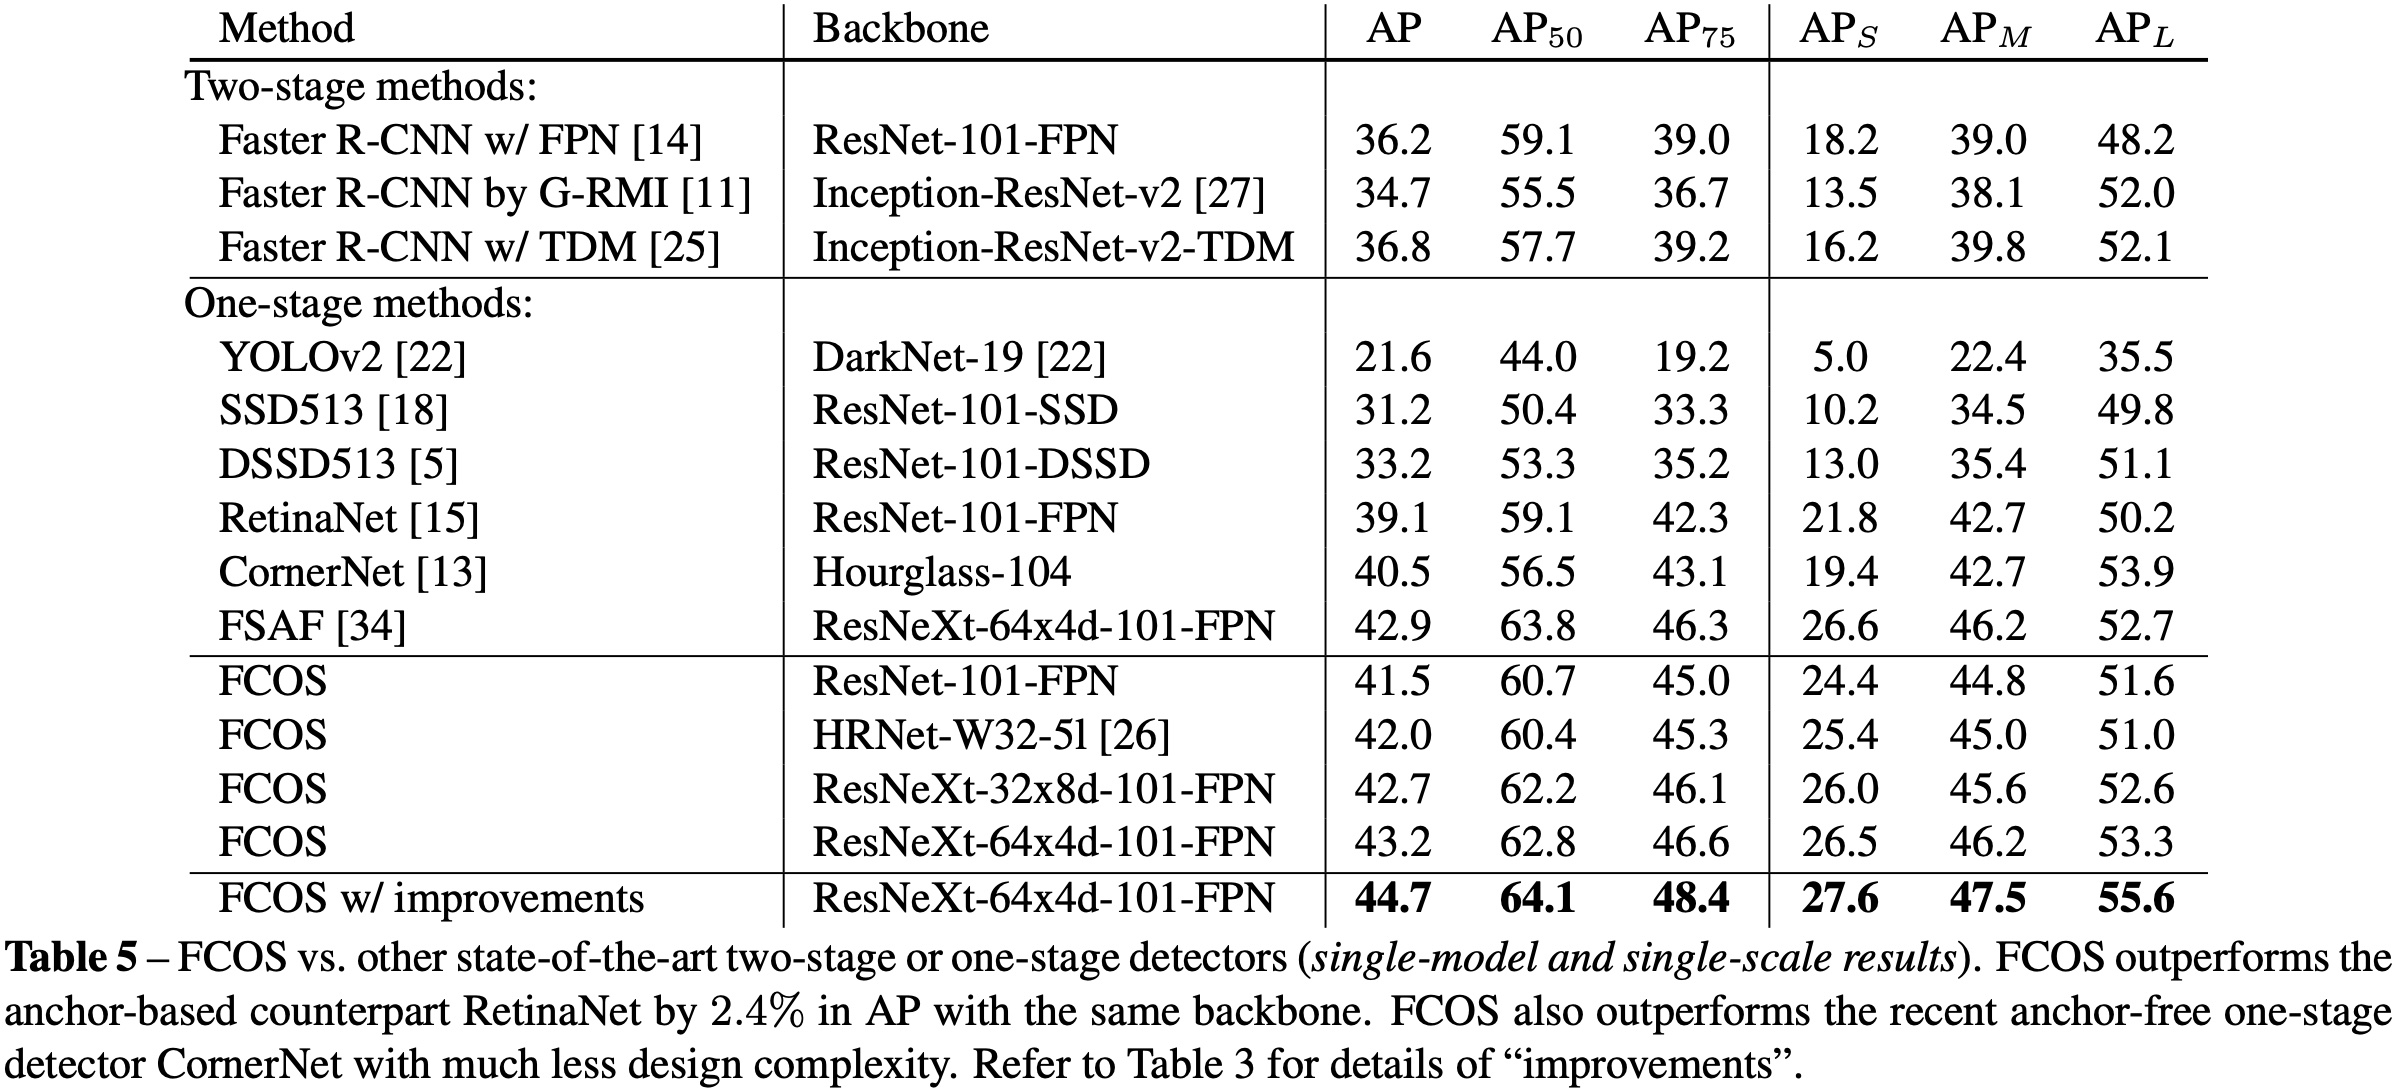 Method Backbone AP AP50 AP75 APS APM APL
Two-stage methods:
Faster R-CNN w/ FPN [14] ResNet-101-FPN 36.2 59.1 39.0 18.2 39.0 48.2
Faster R-CNN by G-RMI [11] Inception-ResNet-v2 [27] 34.7 55.5 36.7 13.5 38.1 52.0
Faster R-CNN w/ TDM [25] Inception-ResNet-v2-TDM 36.8 57.7 39.2 16.2 39.8 52.1
One-stage methods:
YOLOv2 [22] DarkNet-19 [22] 21.6 44.0 19.2 5.0 22.4 35.5
SSD513 [18] ResNet-101-SSD 31.2 50.4 33.3 10.2 34.5 49.8
DSSD513 [5] ResNet-101-DSSD 33.2 53.3 35.2 13.0 35.4 51.1
RetinaNet [15] ResNet-101-FPN 39.1 59.1 42.3 21.8 42.7 50.2
CornerNet [13] Hourglass-104 40.5 56.5 43.1 19.4 42.7 53.9
FSAF [34] ResNeXt-64x4d-101-FPN 42.9 63.8 46.3 26.6 46.2 52.7
FCOS ResNet-101-FPN 41.5 60.7 45.0 24.4 44.8 51.6
FCOS HRNet-W32-5l [26] 42.0 60.4 45.3 25.4 45.0 51.0
FCOS ResNeXt-32x8d-101-FPN 42.7 62.2 46.1 26.0 45.6 52.6
FCOS ResNeXt-64x4d-101-FPN 43.2 62.8 46.6 26.5 46.2 53.3
FCOS w/ improvements ResNeXt-64x4d-101-FPN 44.7 64.1 48.4 27.6 47.5 55.6
Table 5 – FCOS vs. other state-of-the-art two-stage or one-stage detectors (single-model and single-scale results). FCOS outperforms the
anchor-based counterpart RetinaNet by 2.4% in AP with the same backbone. FCOS also outperforms the recent anchor-free one-stage
detector CornerNet with much less design complexity. Refer to Table 3 for details of “improvements”.